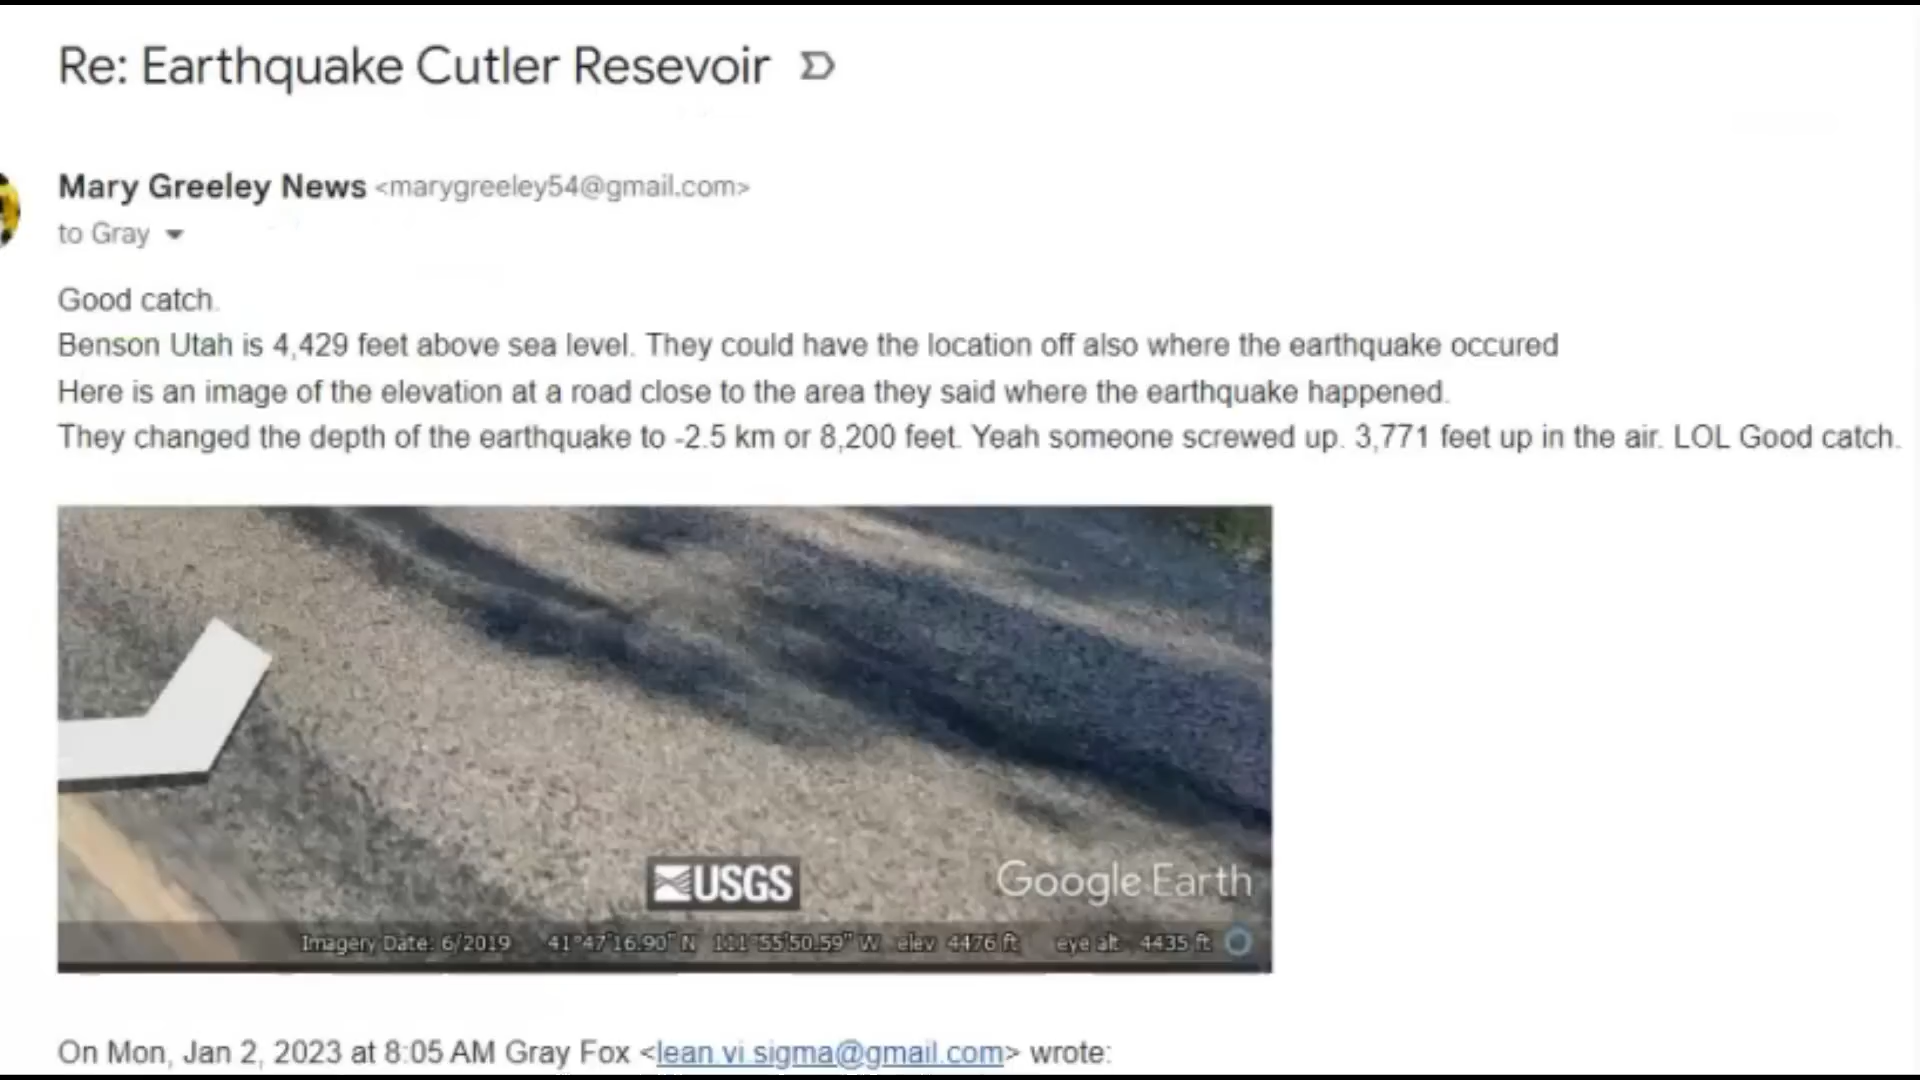 Re: Earthquake Cutler Resevoir
Mary Greeley News <marygreeley54@gmail.com>
to Gray
Good catch.
Benson Utah is 4,429 feet above sea level. They could have the location off also where the earthquake occured
Here is an image of the elevation at a road close to the area they said where the earthquake happened.
They changed the depth of the earthquake to -2.5 km or 8,200 feet. Yeah someone screwed up. 3,771 feet up in the air. LOL Good catch.
USGS
Google Earth
Imagery Date: 6/2019 41°47'16.90" N 111°55'50.59" W elev 4476 ft eye alt 4435 ft
On Mon, Jan 2, 2023 at 8:05 AM Gray Fox <lean.vi.sigma@gmail.com> wrote: